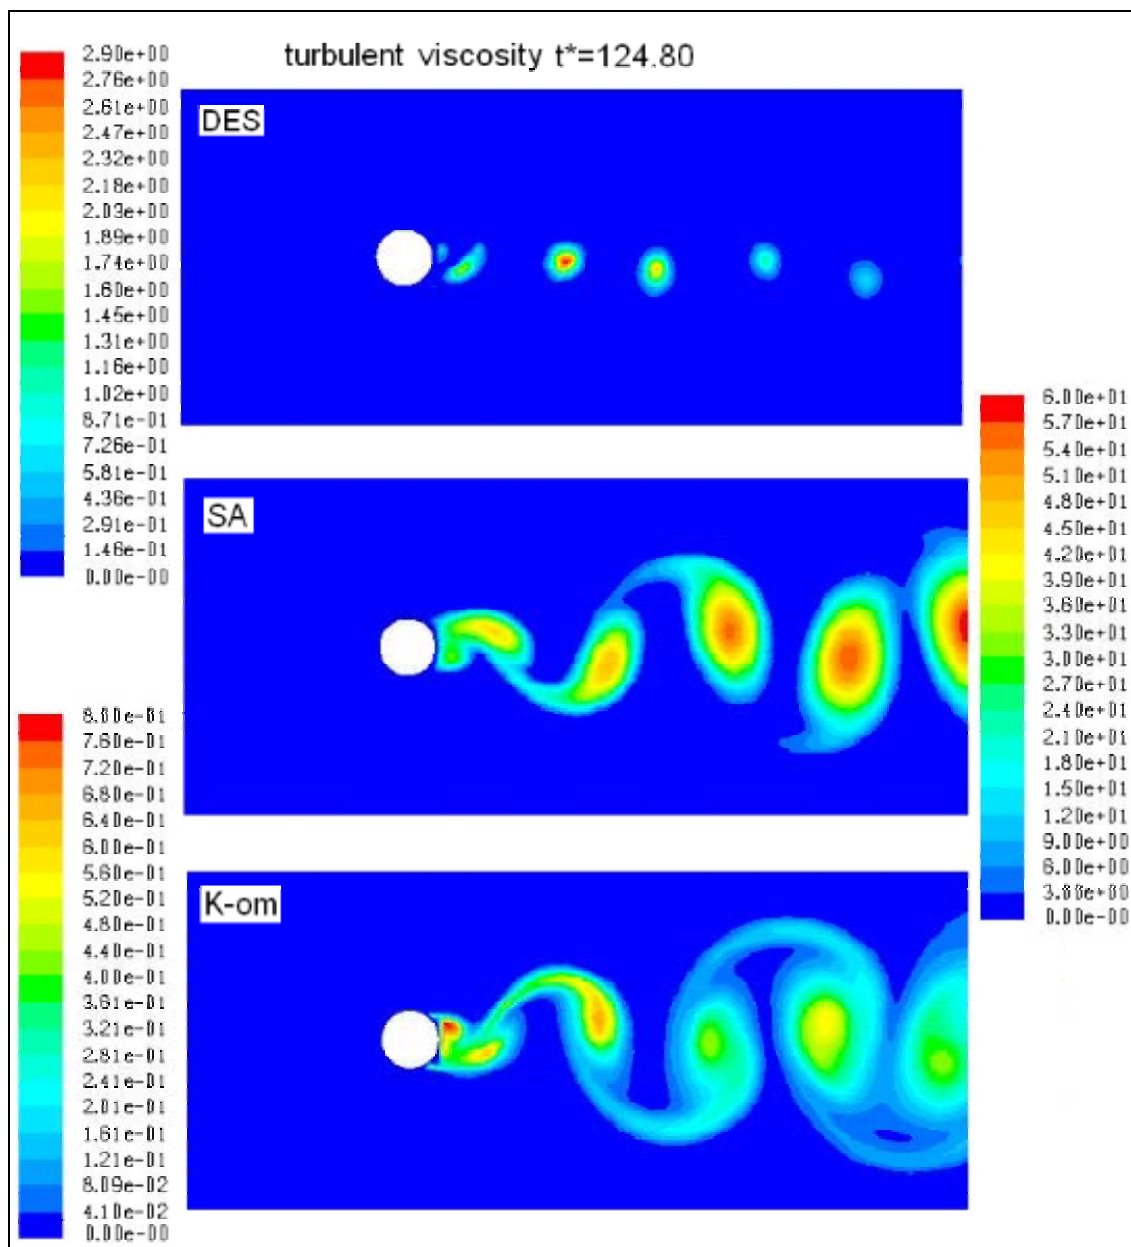 turbulent viscosity t*=124.80
2.90e+00
2.76e+00
2.61e+00
2.47e+00
2.32e+00
2.18e+00
2.03e+00
1.89e+00
1.74e+00
1.60e+00
1.45e+00
1.31e+00
1.16e+00
1.02e+00
8.71e-01
7.26e-01
5.81e-01
4.36e-01
2.91e-01
1.46e-01
0.00e-00
DES
SA
6.00e+01
5.70e+01
5.40e+01
5.10e+01
4.80e+01
4.50e+01
4.20e+01
3.90e+01
3.60e+01
3.30e+01
3.00e+01
2.70e+01
2.40e+01
2.10e+01
1.80e+01
1.50e+01
1.20e+01
9.00e+00
6.00e+00
3.00e+00
0.00e-00
8.00e-01
7.60e-01
7.20e-01
6.80e-01
6.40e-01
6.00e-01
5.60e-01
5.20e-01
4.80e-01
4.40e-01
4.00e-01
3.61e-01
3.21e-01
2.81e-01
2.41e-01
2.01e-01
1.61e-01
1.21e-01
8.09e-02
4.10e-02
0.00e-00
K-om